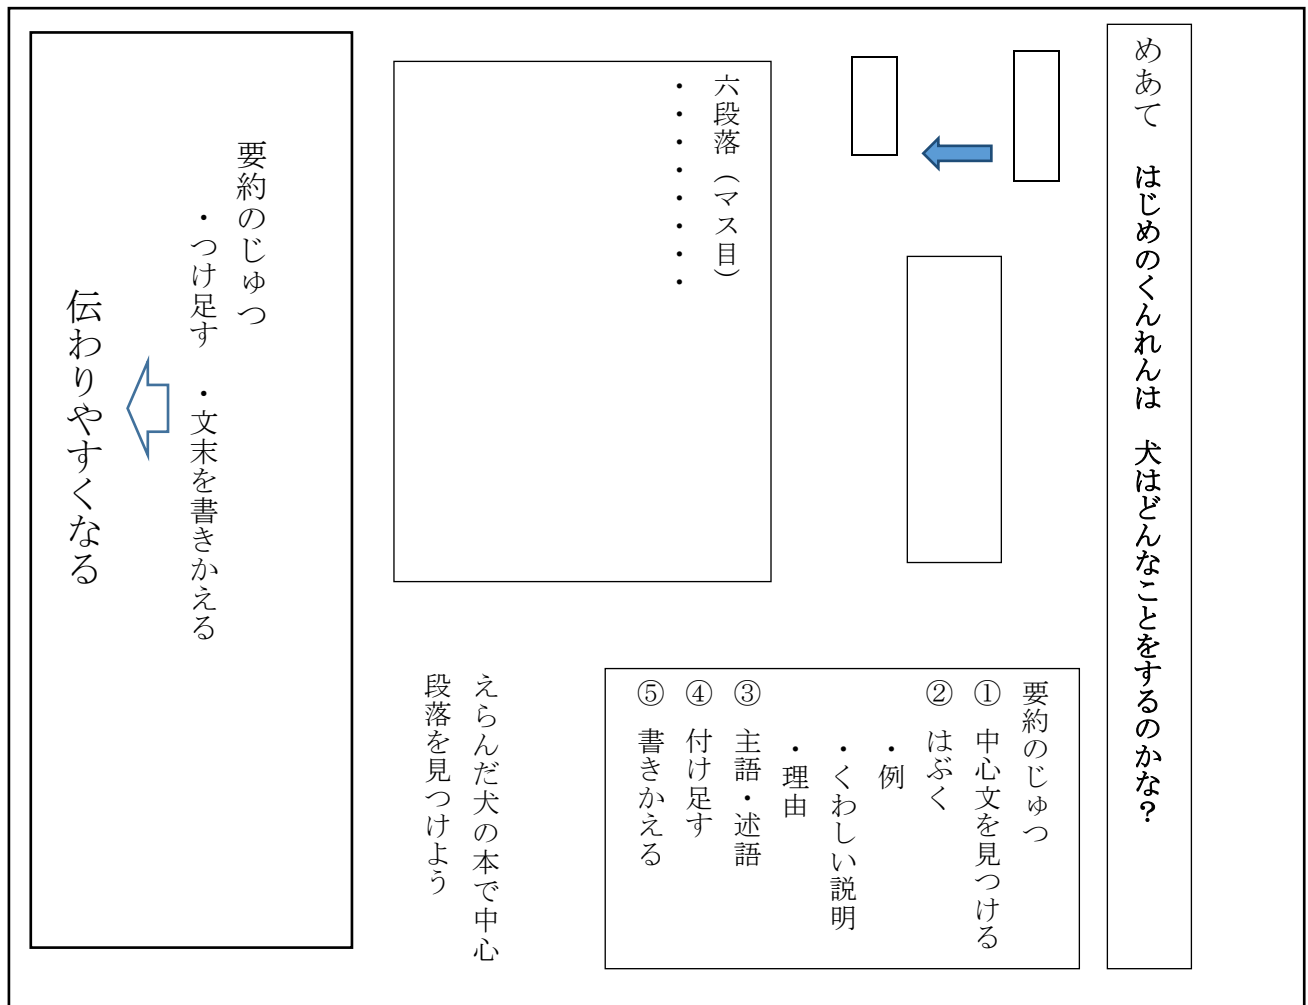 めあて　はじめのくんれんは　犬はどんなことをするのかな？
六段落（マス目）
・・・・・・・・
要約のじゅつ
① 中心文を見つける
② はぶく
・例
・くわしい説明
・理由
③ 主語・述語
④ 付け足す
⑤ 書きかえる
えらんだ犬の本で中心
段落を見つけよう
要約のじゅつ
・つけ足す　・文末を書きかえる
伝わりやすくなる